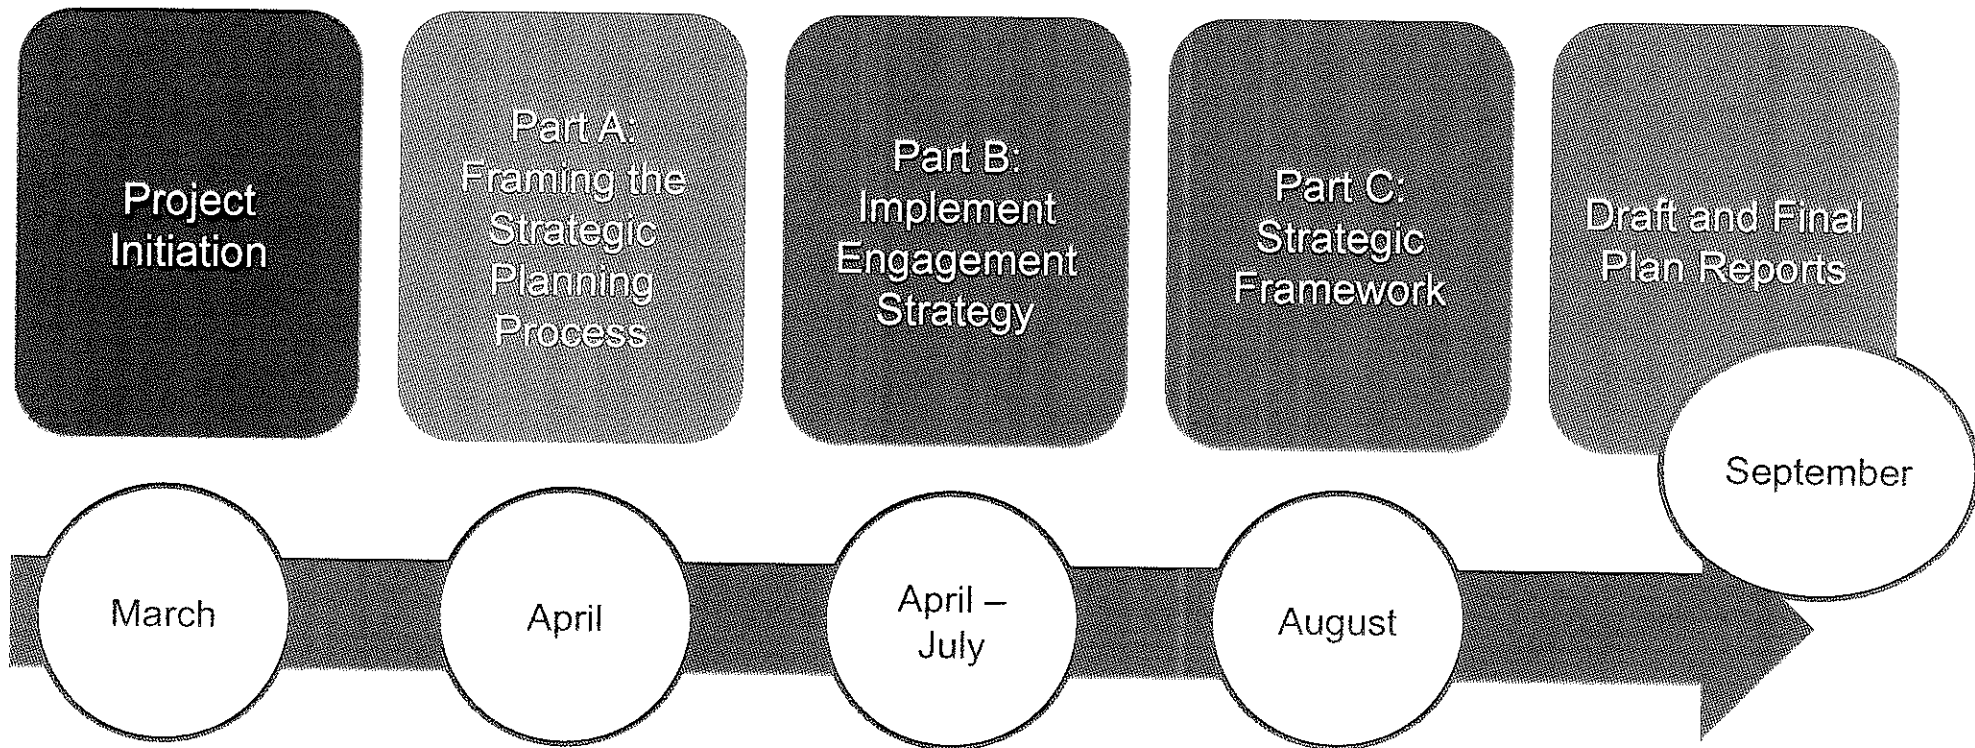 Project
Initiation
Part A:
Framing the
Strategic
Planning
Process
Part B:
Implement
Engagement
Strategy
Part C:
Strategic
Framework
Draft and Final
Plan Reports
March
April
April –
July
August
September